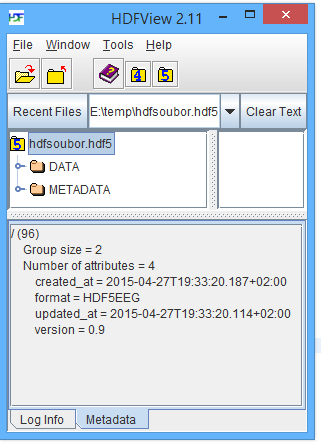 HDFView 2.11
File Window Tools Help
? 4 5
Recent Files E:\temp\hdfsoubor.hdf5 Clear Text
5 hdfsoubor.hdf5
DATA
METADATA
/ (96)
Group size = 2
Number of attributes = 4
created_at = 2015-04-27T19:33:20.187+02:00
format = HDF5EEG
updated_at = 2015-04-27T19:33:20.114+02:00
version = 0.9
Log Info Metadata